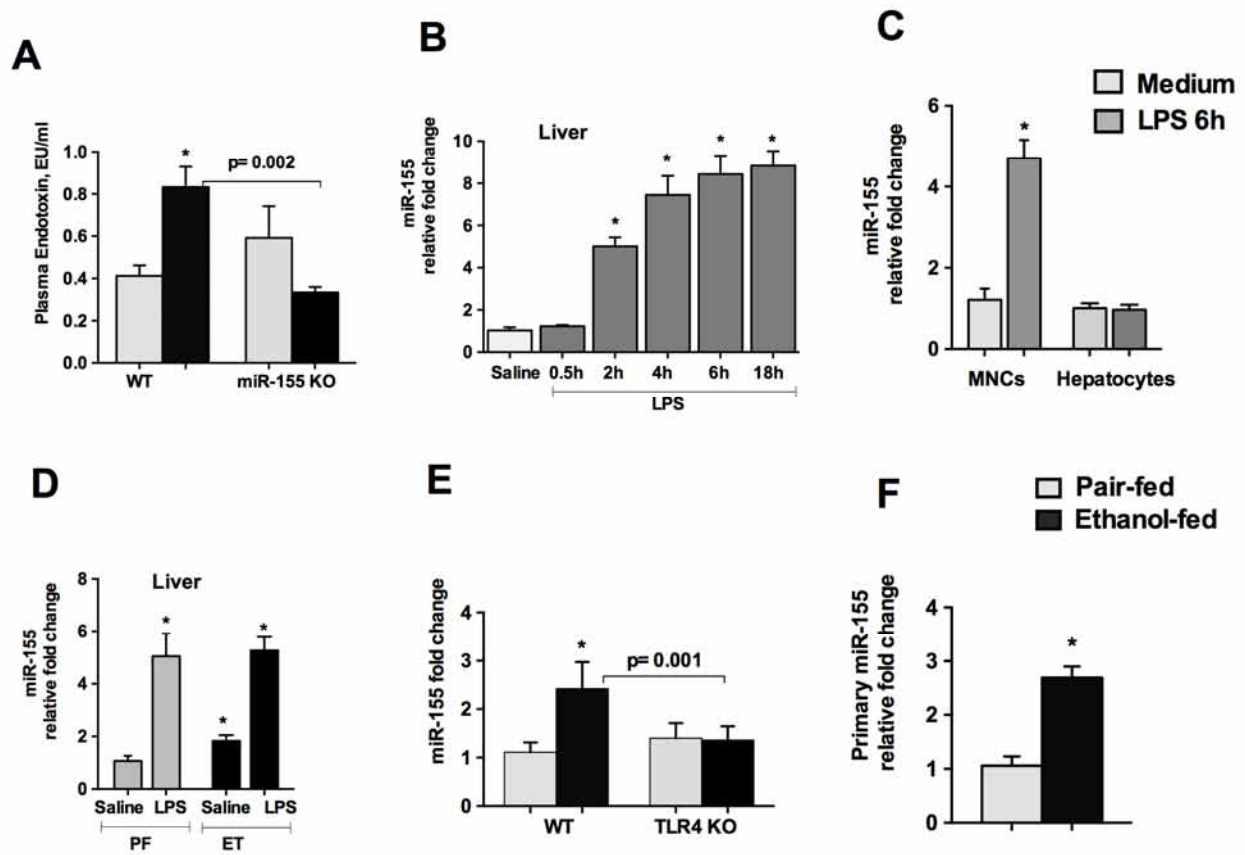 A
Plasma Endotoxin, EU/ml
1.0
0.8
0.6
0.4
0.2
0.0
*
p= 0.002
WT
miR-155 KO
B
miR-155
relative fold change
Liver
10
8
6
4
2
0
*
*
*
*
Saline
0.5h
2h
4h
6h
18h
LPS
C
Medium
LPS 6h
miR-155
relative fold change
6
4
2
0
*
MNCs
Hepatocytes
D
miR-155
relative fold change
Liver
8
6
4
2
0
*
*
*
Saline
LPS
Saline
LPS
PF
ET
E
miR-155 fold change
4
3
2
1
0
*
p= 0.001
WT
TLR4 KO
F
Pair-fed
Ethanol-fed
Primary miR-155
relative fold change
4
3
2
1
0
*